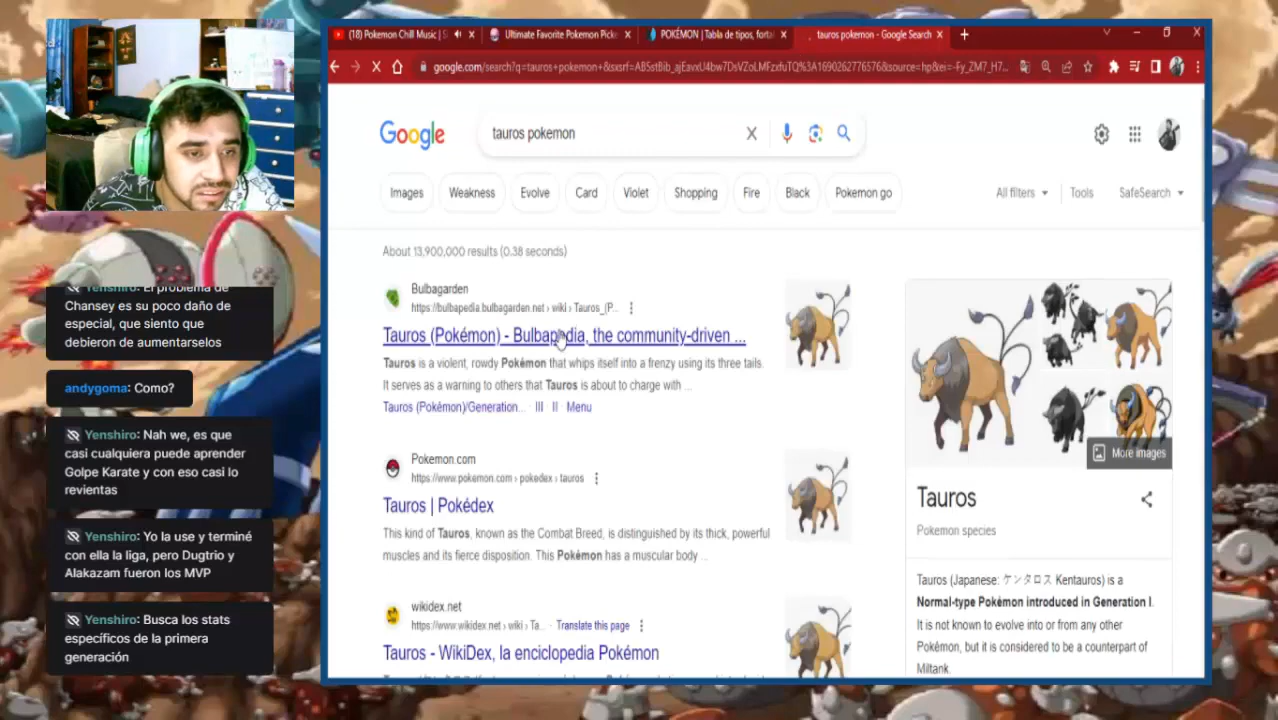 (18) Pokemon Chill Music | S
Ultimate Favorite Pokemon Picke
POKÉMON | Tabla de tipos, fortal
tauros pokemon - Google Search
google.com/search?q=tauros+pokemon
Google
tauros pokemon
Images
Weakness
Evolve
Card
Violet
Shopping
Fire
Black
Pokemon go
All filters
Tools
SafeSearch
About 13,900,000 results (0.38 seconds)
Bulbagarden
https://bulbapedia.bulbagarden.net › wiki › Tauros_(P...
Tauros (Pokémon) - Bulbapedia, the community-driven ...
Tauros is a violent, rowdy Pokémon that whips itself into a frenzy using its three tails.
It serves as a warning to others that Tauros is about to charge with ...
Tauros (Pokémon)/Generation... · III · II · Menu
Pokemon.com
https://www.pokemon.com › pokedex › tauros
Tauros | Pokédex
This kind of Tauros, known as the Combat Breed, is distinguished by its thick, powerful
muscles and its fierce disposition. This Pokémon has a muscular body ...
wikidex.net
https://www.wikidex.net › wiki › Ta... · Translate this page
Tauros - WikiDex, la enciclopedia Pokémon
More images
Tauros
Pokemon species
Tauros (Japanese: ケンタロス Kentauros) is a
Normal-type Pokémon introduced in Generation I.
It is not known to evolve into or from any other
Pokémon, but it is considered to be a counterpart of
Miltank.
Yenshiro: El problema de
Chansey es su poco daño de
especial, que siento que
debieron de aumentarselos
andygoma: Como?
Yenshiro: Nah we, es que
casi cualquiera puede aprender
Golpe Karate y con eso casi lo
revientas
Yenshiro: Yo la use y terminé
con ella la liga, pero Dugtrio y
Alakazam fueron los MVP
Yenshiro: Busca los stats
específicos de la primera
generación